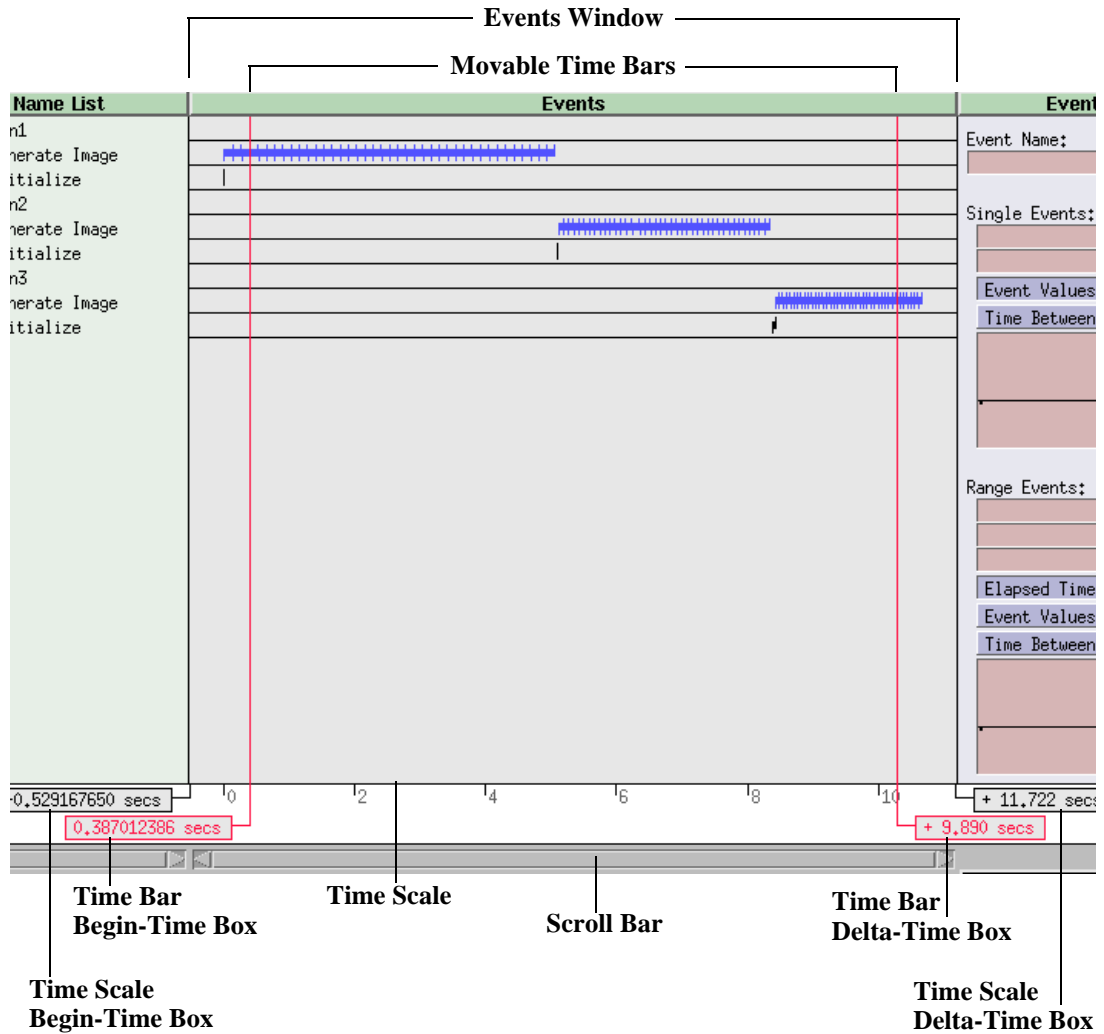 Events Window
Movable Time Bars
Name List
Events
Event
n1
nerate Image
itialize
n2
nerate Image
itialize
n3
nerate Image
itialize
Event Name:
Single Events:
Event Values
Time Between
Range Events:
Elapsed Time
Event Values
Time Between
-0.529167650 secs
0
2
4
6
8
10
+ 11.722 secs
0.387012386 secs
+ 9.890 secs
Time Bar
Begin-Time Box
Time Scale
Scroll Bar
Time Bar
Delta-Time Box
Time Scale
Begin-Time Box
Time Scale
Delta-Time Box